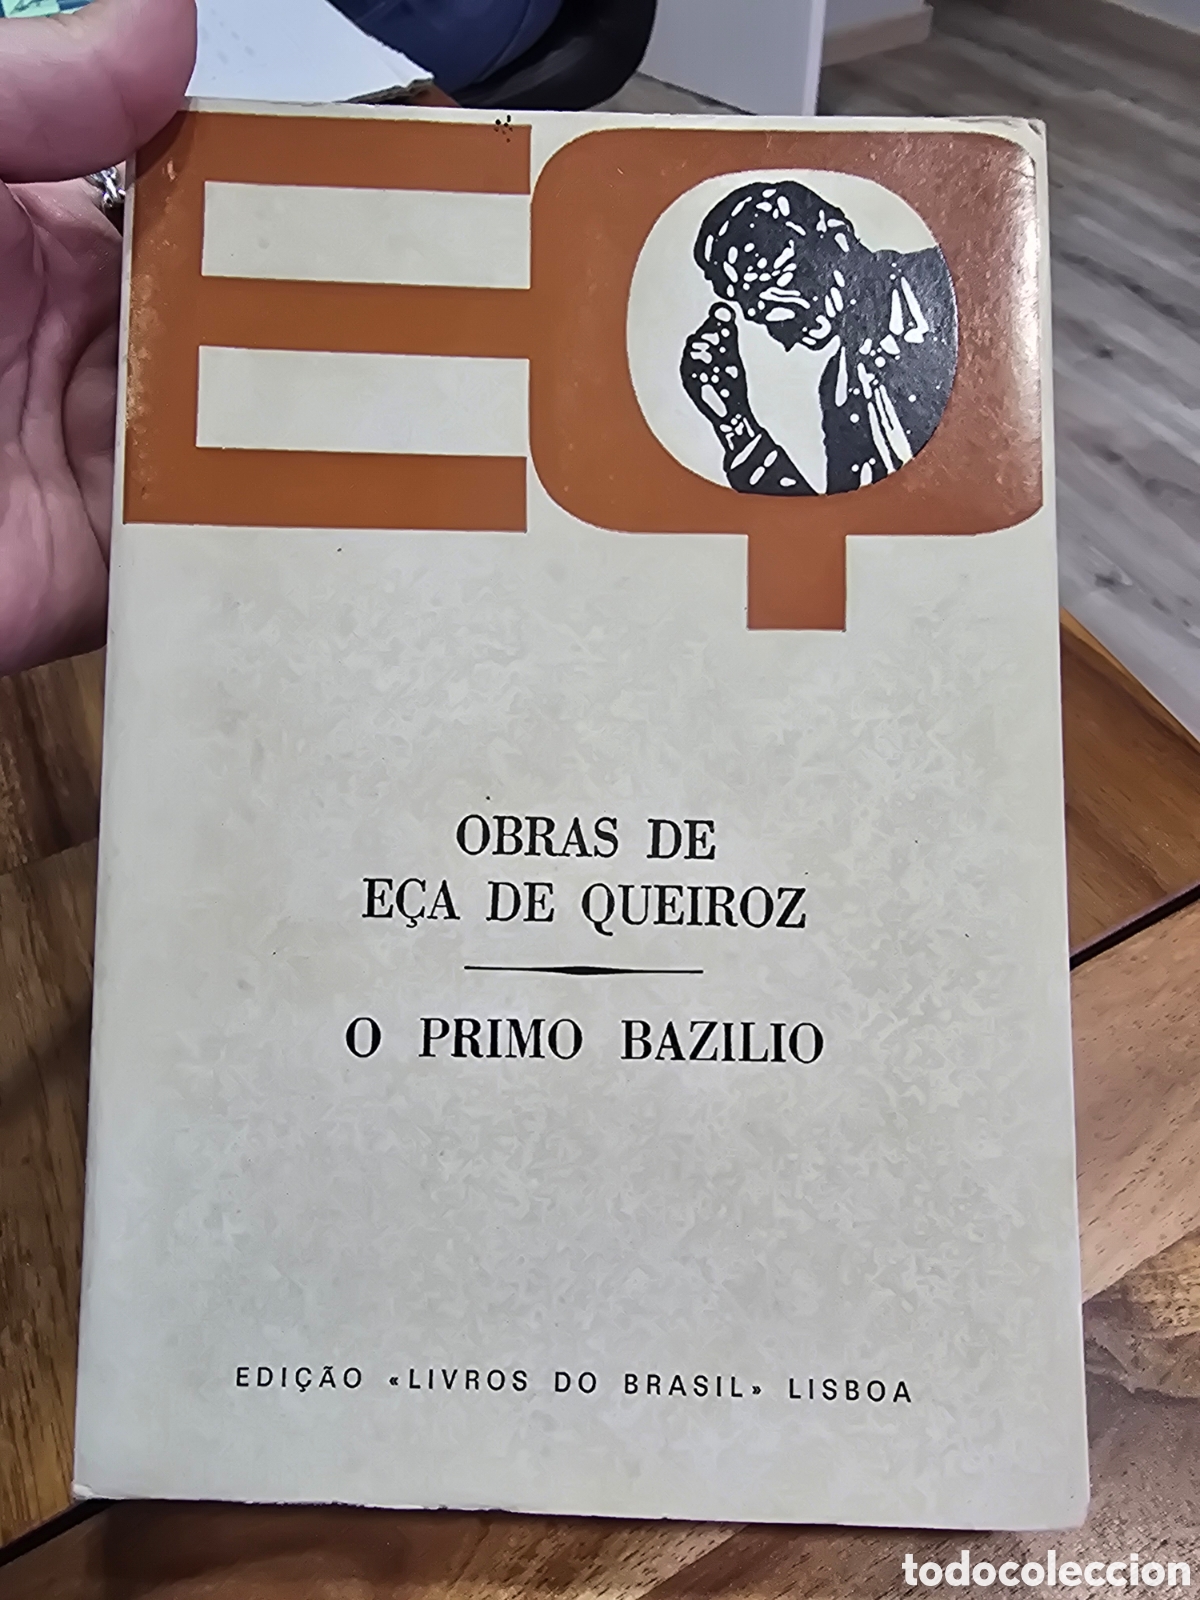 EQ
OBRAS DE
EÇA DE QUEIROZ
O PRIMO BAZILIO
EDIÇÃO «LIVROS DO BRASIL» LISBOA
todocoleccion